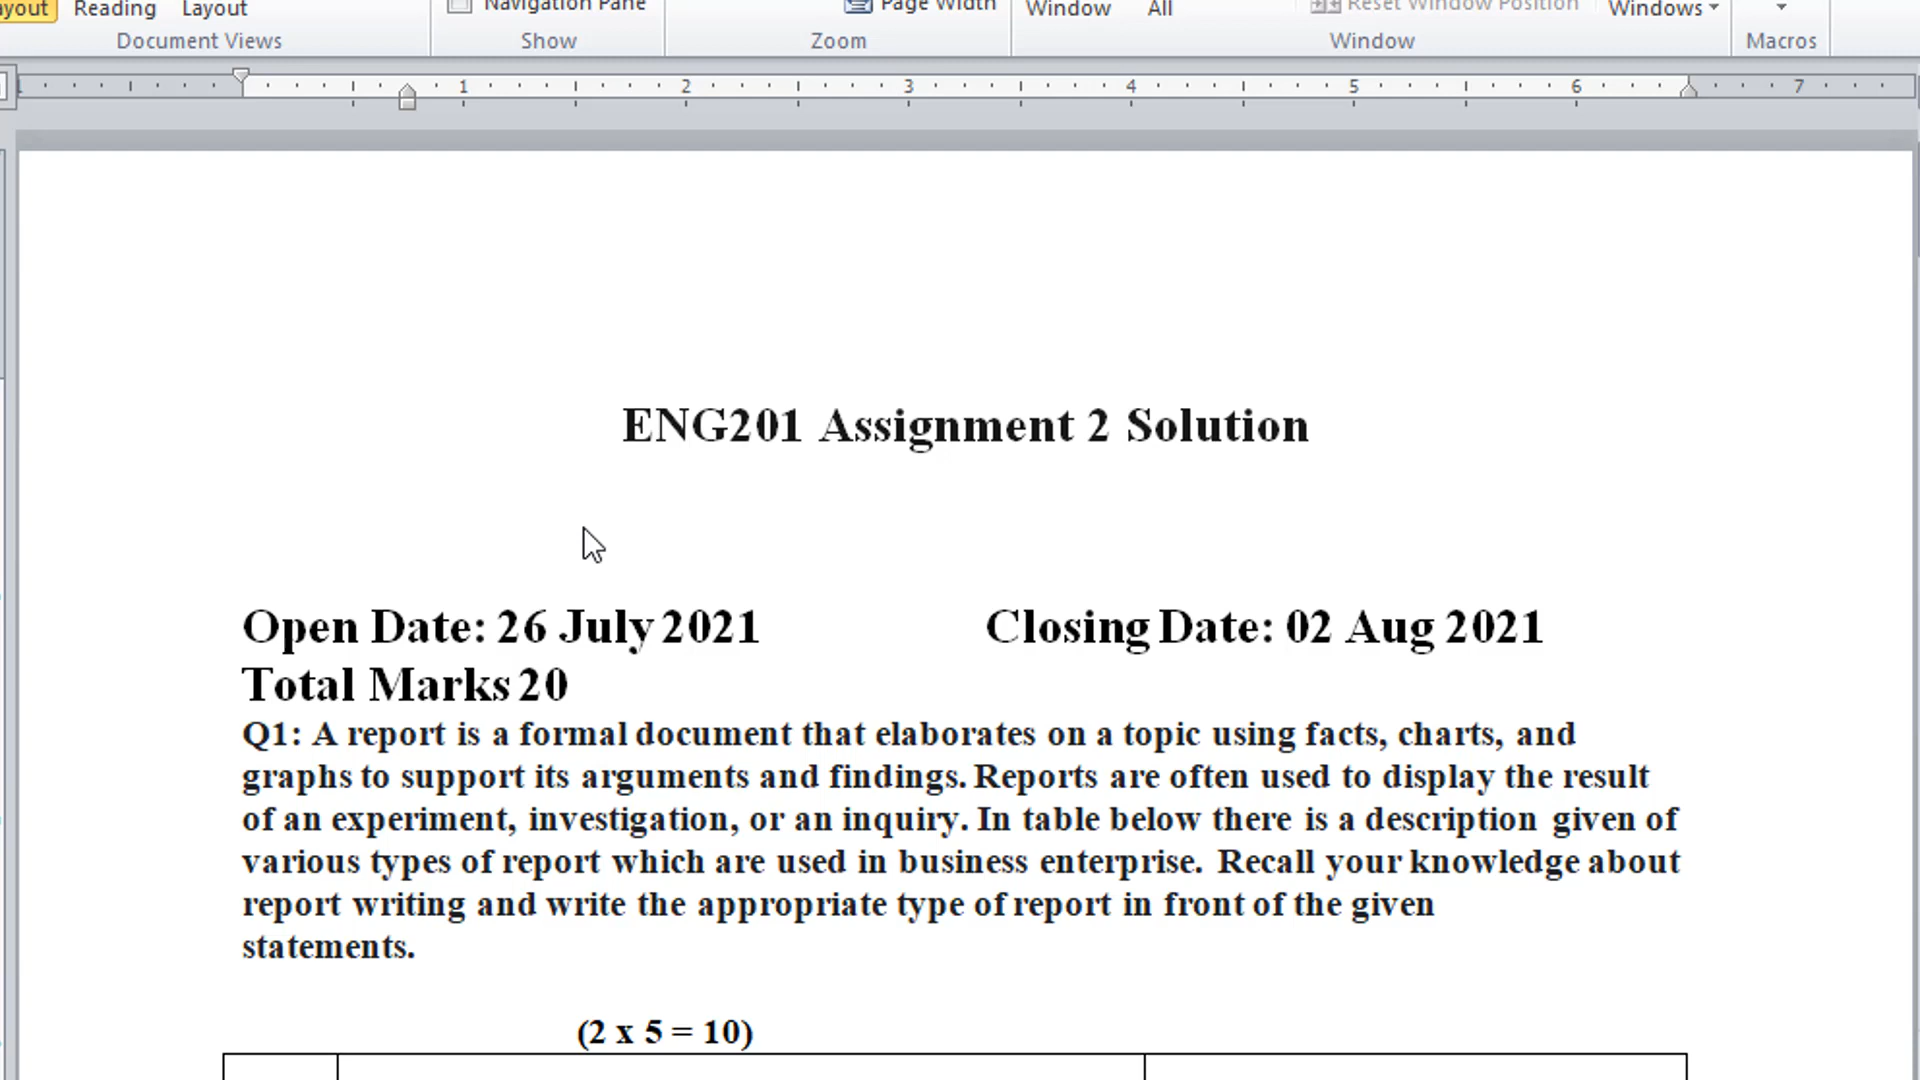 ayout Reading Layout Navigation Pane Page Width Window All Reset Window Position Windows
Document Views Show Zoom Window Macros
1 2 3 4 5 6 7
ENG201 Assignment 2 Solution
Open Date: 26 July 2021 Closing Date: 02 Aug 2021
Total Marks 20
Q1: A report is a formal document that elaborates on a topic using facts, charts, and
graphs to support its arguments and findings. Reports are often used to display the result
of an experiment, investigation, or an inquiry. In table below there is a description given of
various types of report which are used in business enterprise. Recall your knowledge about
report writing and write the appropriate type of report in front of the given
statements.
(2 x 5 = 10)